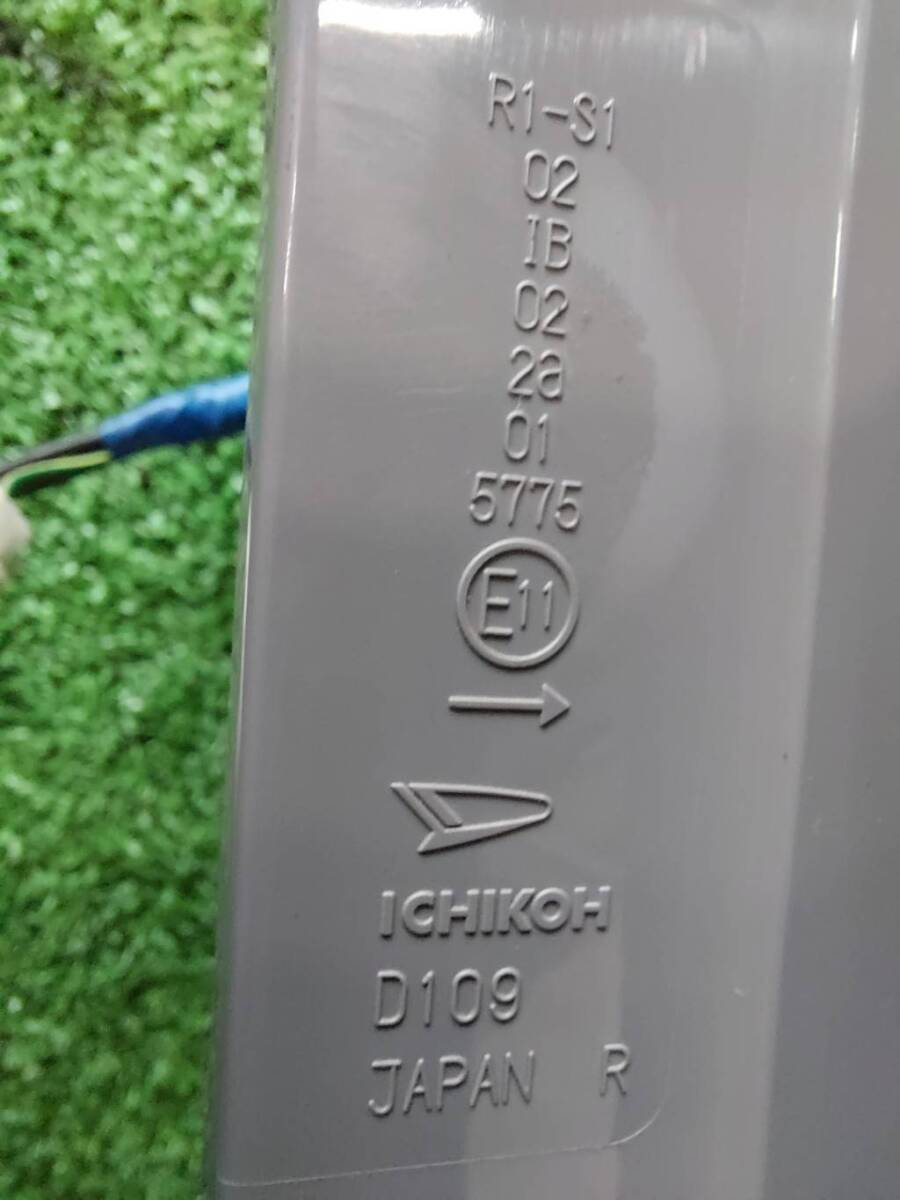 R1-S1
02
IB
02
2a
01
5775
E11
ICHIKOH
D109
JAPAN R